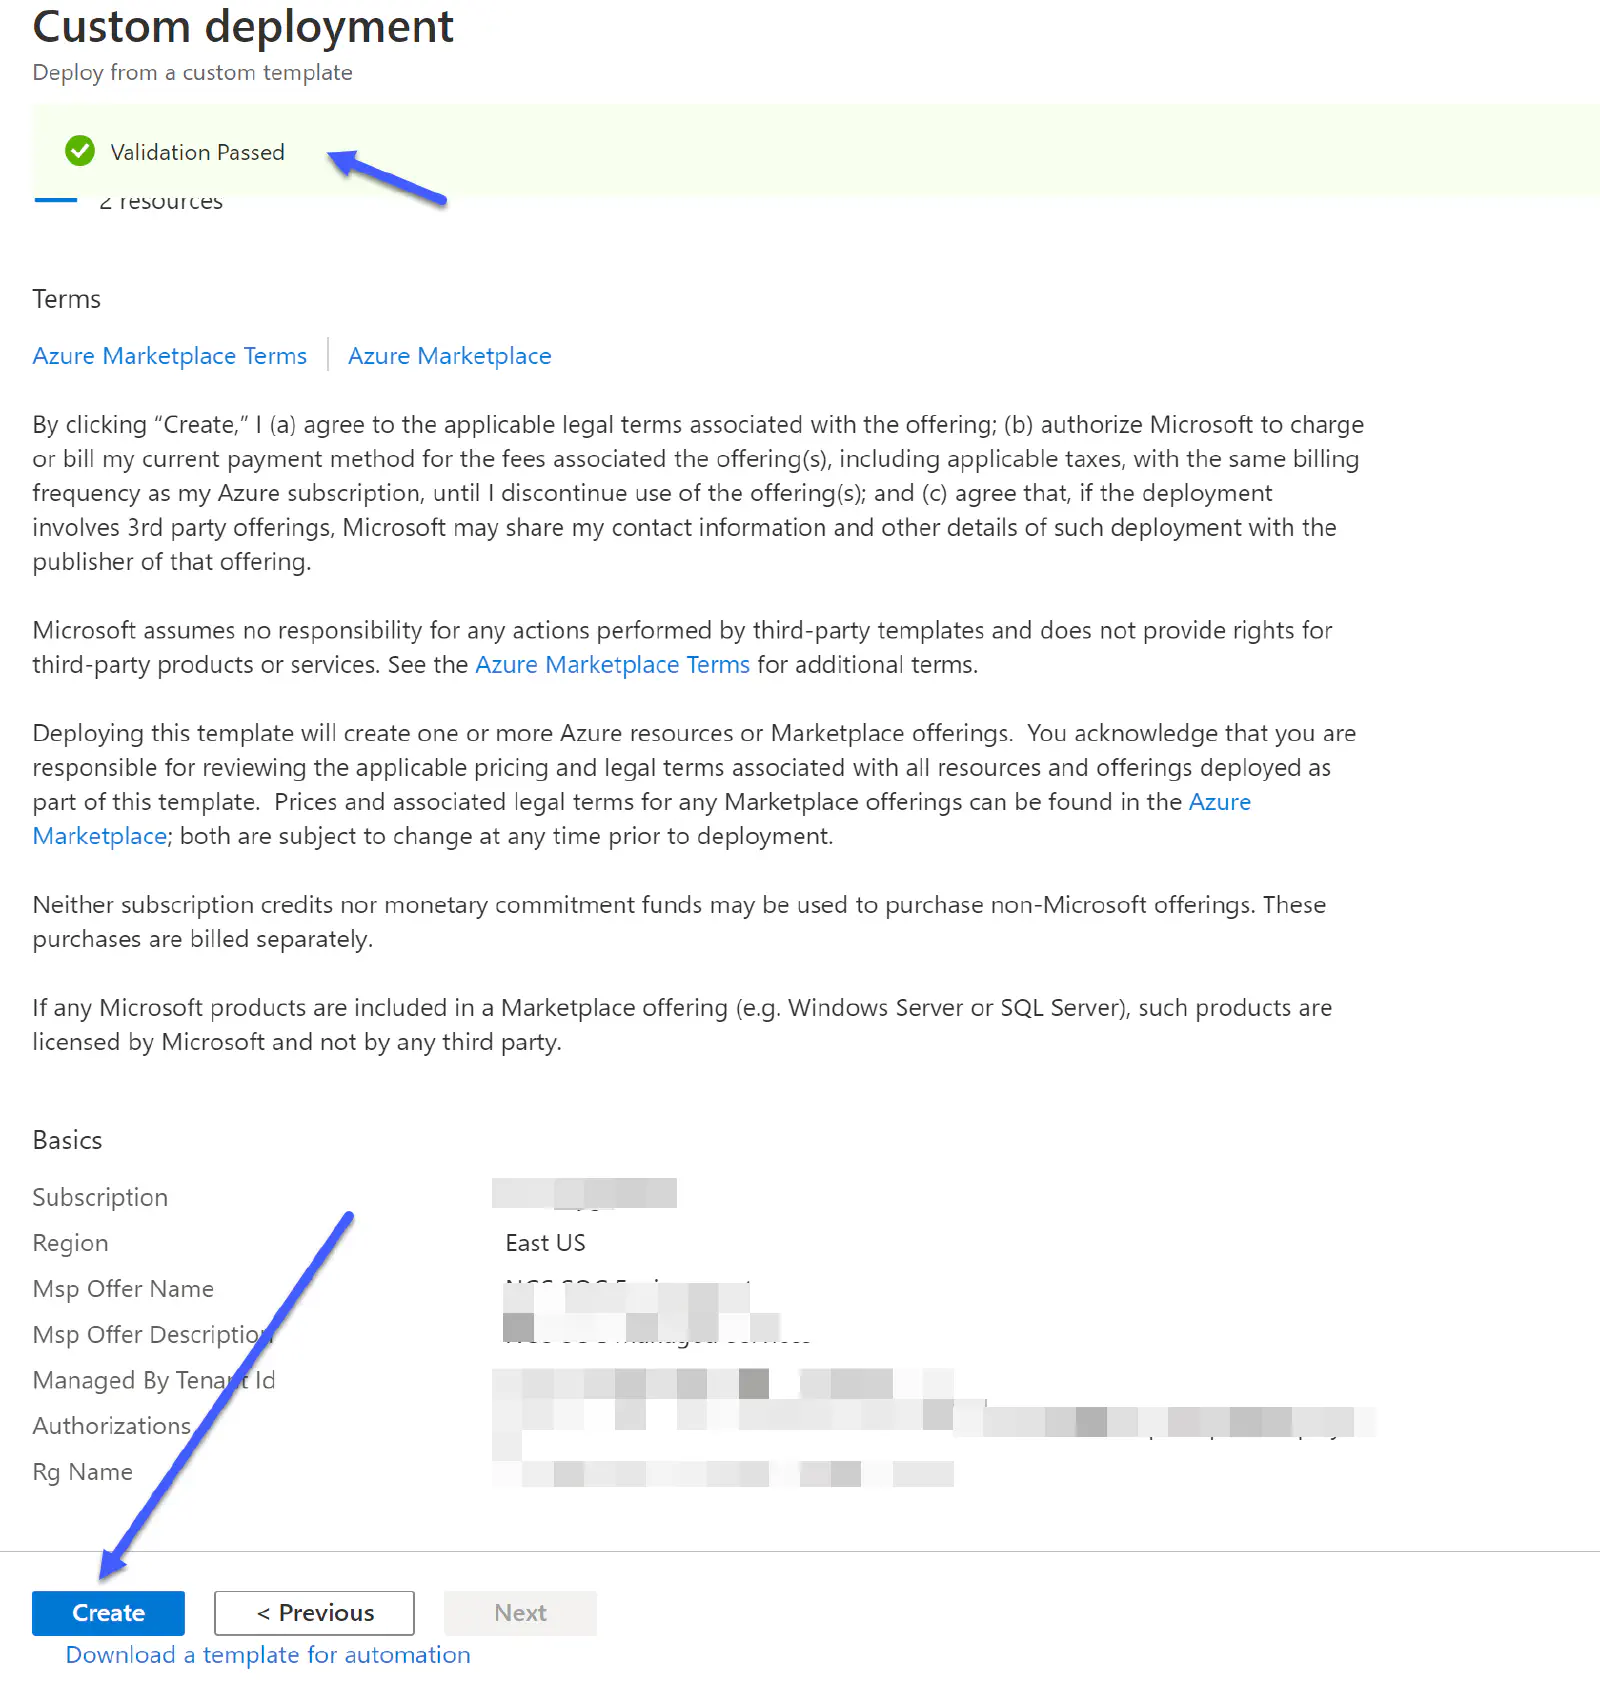 Custom deployment
Deploy from a custom template
Validation Passed
2 resources
Terms
Azure Marketplace Terms
Azure Marketplace
By clicking “Create,” I (a) agree to the applicable legal terms associated with the offering; (b) authorize Microsoft to charge
or bill my current payment method for the fees associated the offering(s), including applicable taxes, with the same billing
frequency as my Azure subscription, until I discontinue use of the offering(s); and (c) agree that, if the deployment
involves 3rd party offerings, Microsoft may share my contact information and other details of such deployment with the
publisher of that offering.
Microsoft assumes no responsibility for any actions performed by third-party templates and does not provide rights for
third-party products or services. See the Azure Marketplace Terms for additional terms.
Deploying this template will create one or more Azure resources or Marketplace offerings.  You acknowledge that you are
responsible for reviewing the applicable pricing and legal terms associated with all resources and offerings deployed as
part of this template.  Prices and associated legal terms for any Marketplace offerings can be found in the Azure
Marketplace; both are subject to change at any time prior to deployment.
Neither subscription credits nor monetary commitment funds may be used to purchase non-Microsoft offerings. These
purchases are billed separately.
If any Microsoft products are included in a Marketplace offering (e.g. Windows Server or SQL Server), such products are
licensed by Microsoft and not by any third party.
Basics
Subscription
Region East US
Msp Offer Name
Msp Offer Description
Managed By Tenant Id
Authorizations
Rg Name
Create
< Previous
Next
Download a template for automation